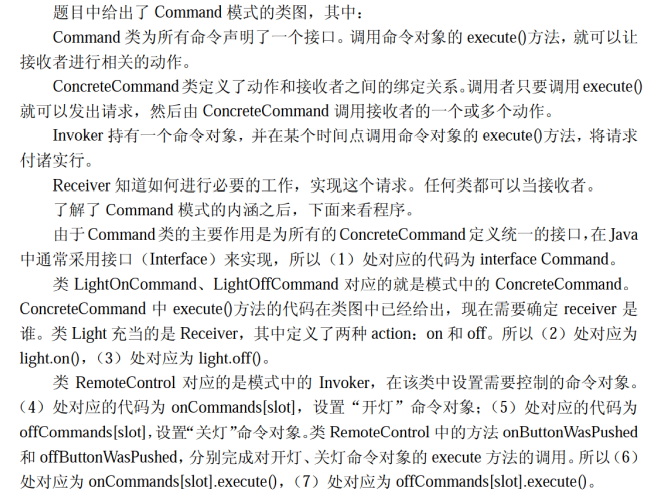 题目中给出了 Command 模式的类图，其中：
Command 类为所有命令声明了一个接口。调用命令对象的 execute()方法，就可以让
接收者进行相关的动作。
ConcreteCommand 类定义了动作和接收者之间的绑定关系。调用者只要调用 execute()
就可以发出请求，然后由 ConcreteCommand 调用接收者的一个或多个动作。
Invoker 持有一个命令对象，并在某个时间点调用命令对象的 execute()方法，将请求
付诸实行。
Receiver 知道如何进行必要的工作，实现这个请求。任何类都可以当接收者。
了解了 Command 模式的内涵之后，下面来看程序。
由于 Command 类的主要作用是为所有的 ConcreteCommand 定义统一的接口，在 Java
中通常采用接口（Interface）来实现，所以（1）处对应的代码为 interface Command。
类 LightOnCommand、LightOffCommand 对应的就是模式中的 ConcreteCommand。
ConcreteCommand 中 execute()方法的代码在类图中已经给出，现在需要确定 receiver 是
谁。类 Light 充当的是 Receiver，其中定义了两种 action：on 和 off。所以（2）处对应为
light.on()，（3）处对应为 light.off()。
类 RemoteControl 对应的是模式中的 Invoker，在该类中设置需要控制的命令对象。
（4）处对应的代码为 onCommands[slot]，设置“开灯”命令对象；（5）处对应的代码为
offCommands[slot]，设置“关灯”命令对象。类 RemoteControl 中的方法 onButtonWasPushed
和 offButtonWasPushed，分别完成对开灯、关灯命令对象的 execute 方法的调用。所以（6）
处对应为 onCommands[slot].execute()，（7）处对应为 offCommands[slot].execute()。